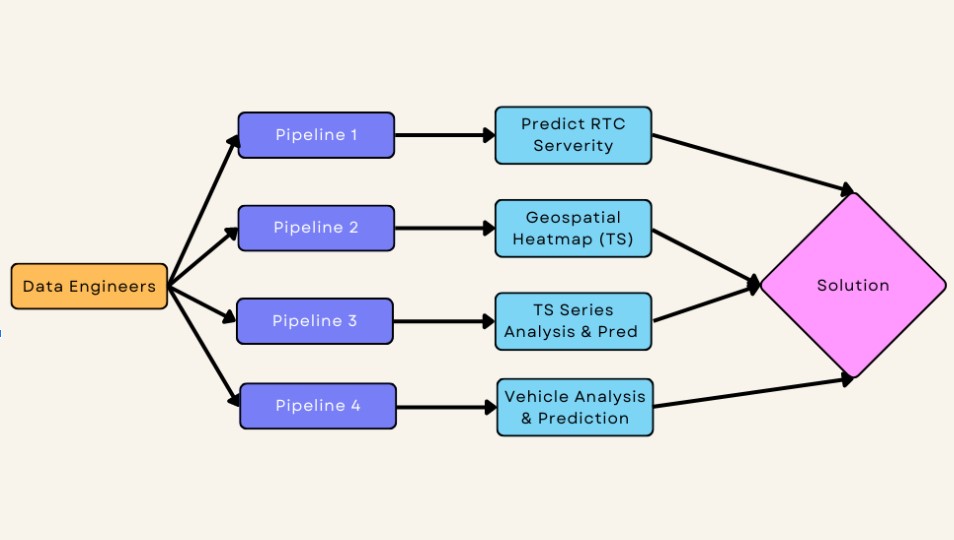 Pipeline 1
Predict RTC
Serverity
Pipeline 2
Geospatial
Heatmap (TS)
Data Engineers
Solution
Pipeline 3
TS Series
Analysis & Pred
Pipeline 4
Vehicle Analysis
& Prediction